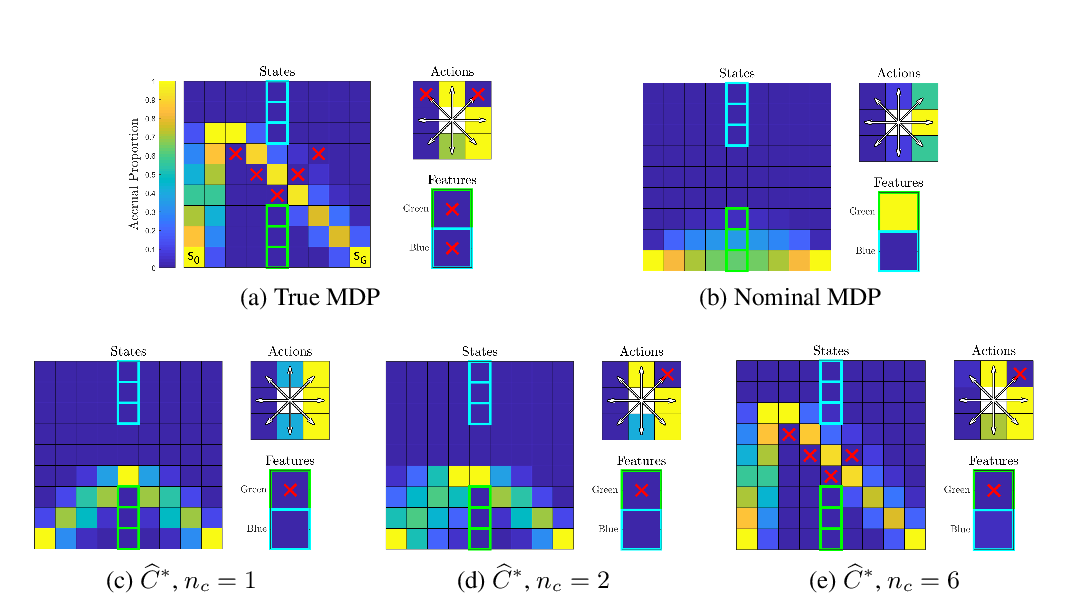 States
Actions
Accrual Proportion
1
0.9
0.8
0.7
0.6
0.5
0.4
0.3
0.2
0.1
0
S0
SG
Features
Green
Blue
(a) True MDP
States
Actions
Features
Green
Blue
(b) Nominal MDP
States
Actions
Features
Green
Blue
(c) Ĉ*, nc = 1
States
Actions
Features
Green
Blue
(d) Ĉ*, nc = 2
States
Actions
Features
Green
Blue
(e) Ĉ*, nc = 6